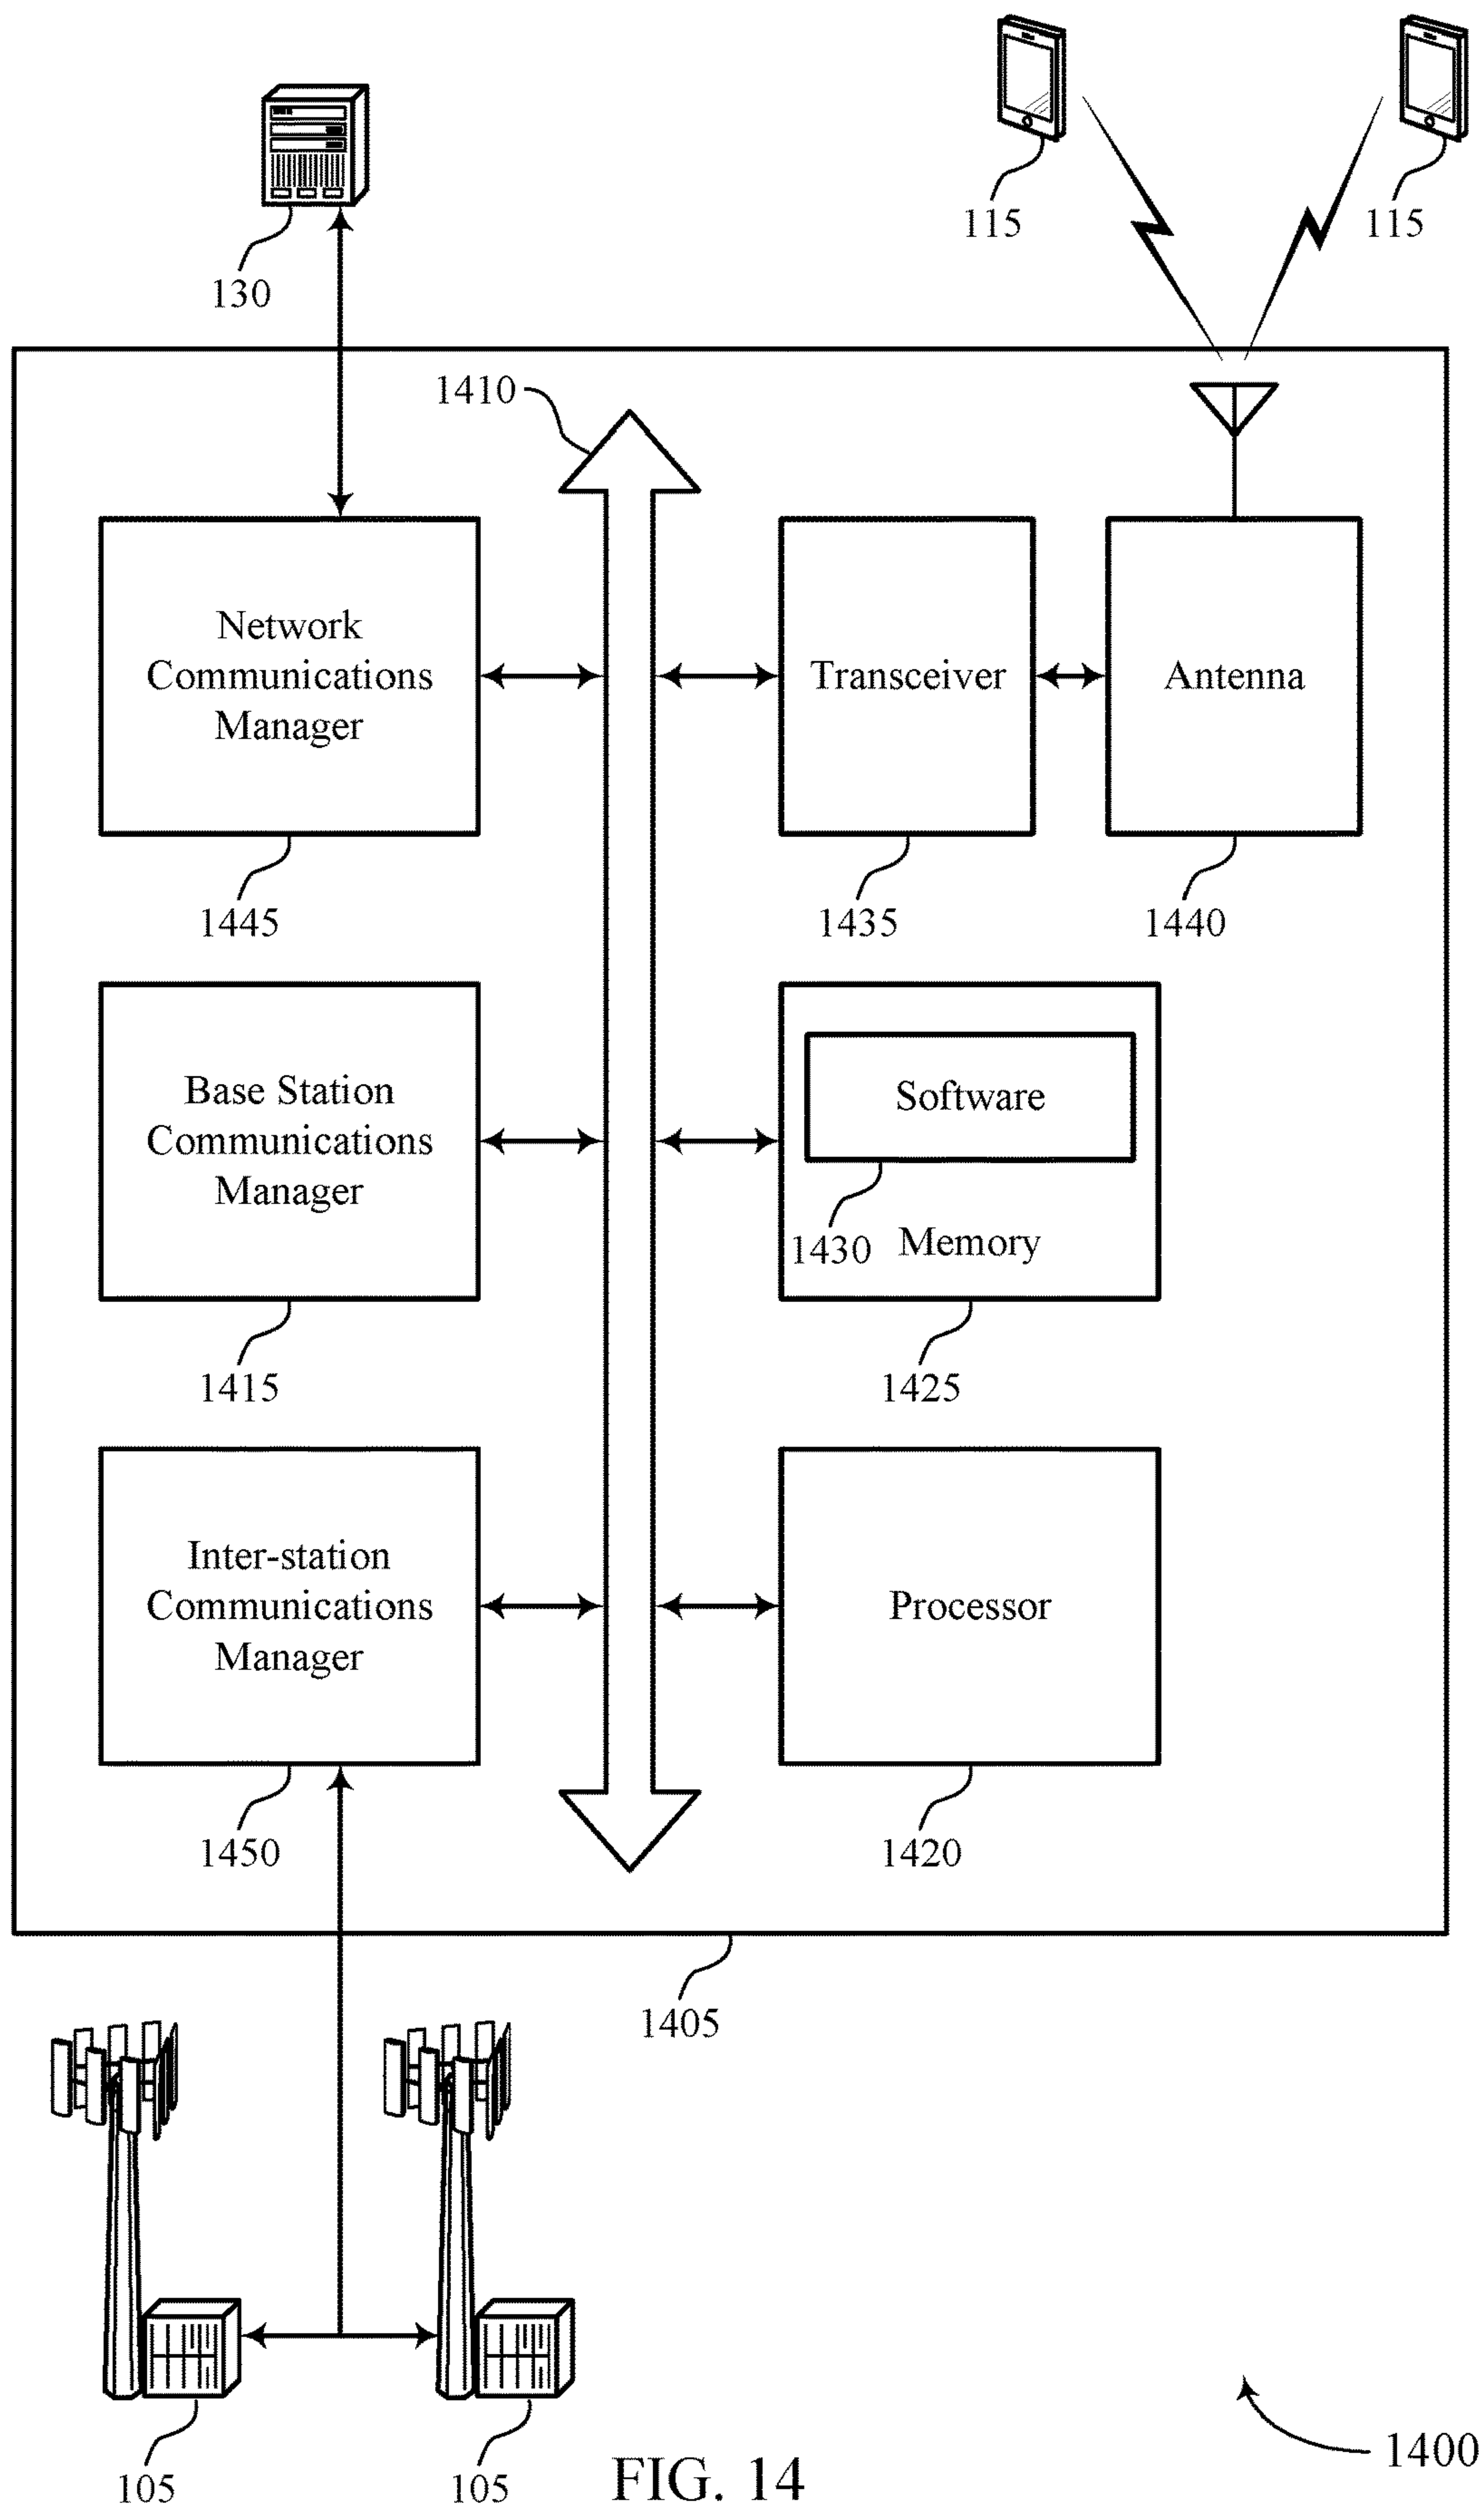 130
115
115
1410
Network
Communications
Manager
Transceiver
Antenna
1445
1435
1440
Base Station
Communications
Manager
Software
1430
Memory
1415
1425
Inter-station
Communications
Manager
Processor
1450
1420
1405
105
105
FIG. 14
1400